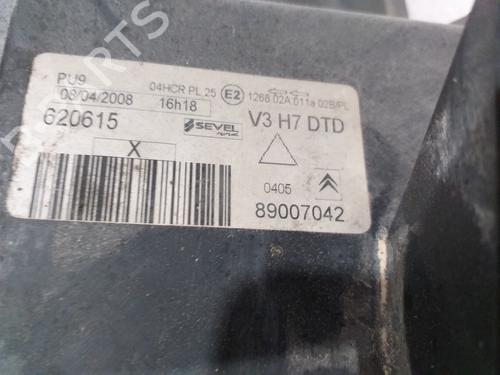 PU9 04HCR PL 25 E2 1268 02A 011a 02B/PL
08/04/2008 16h18
620615 SEVEL V3 H7 DTD
X
0405
89007042